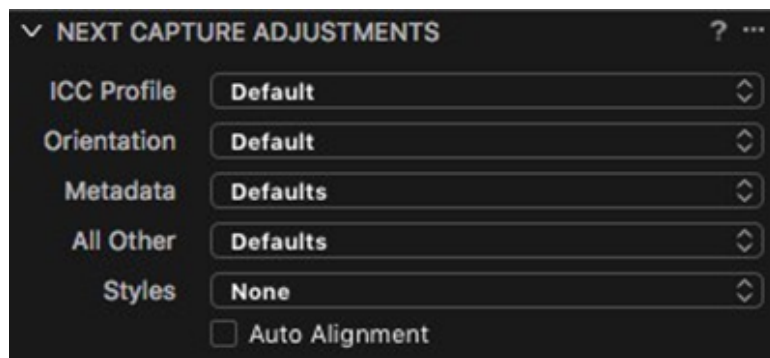 NEXT CAPTURE ADJUSTMENTS ? ...
ICC Profile Default
Orientation Default
Metadata Defaults
All Other Defaults
Styles None
Auto Alignment